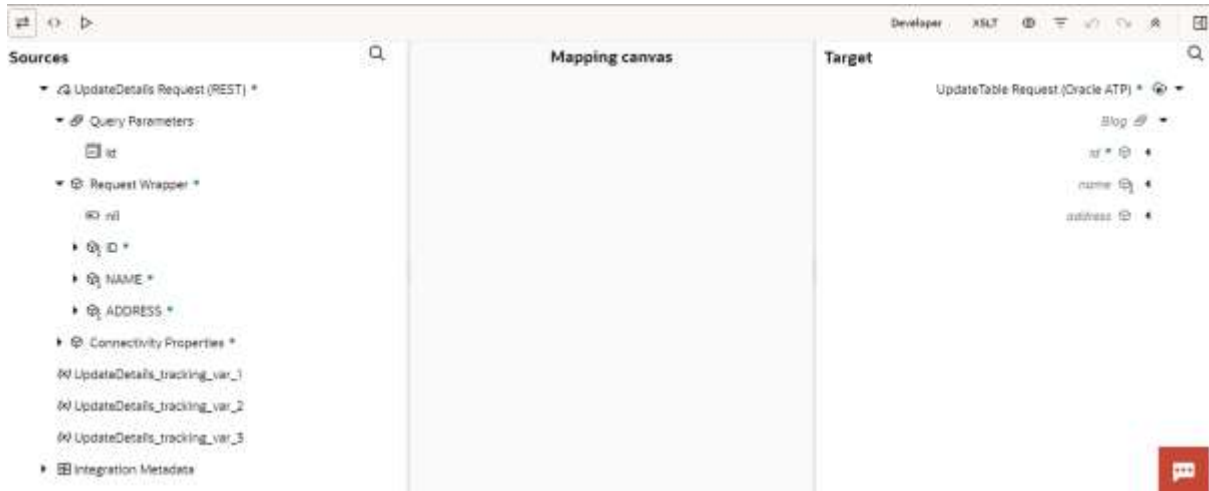 Developer XSLT
Sources Mapping canvas Target
UpdateDetails Request (REST) * UpdateTable Request (Oracle ATP) *
Query Parameters Blog
id id *
Request Wrapper * name
nil address
ID *
NAME *
ADDRESS *
Connectivity Properties *
(x) UpdateDetails_tracking_var_1
(x) UpdateDetails_tracking_var_2
(x) UpdateDetails_tracking_var_3
Integration Metadata